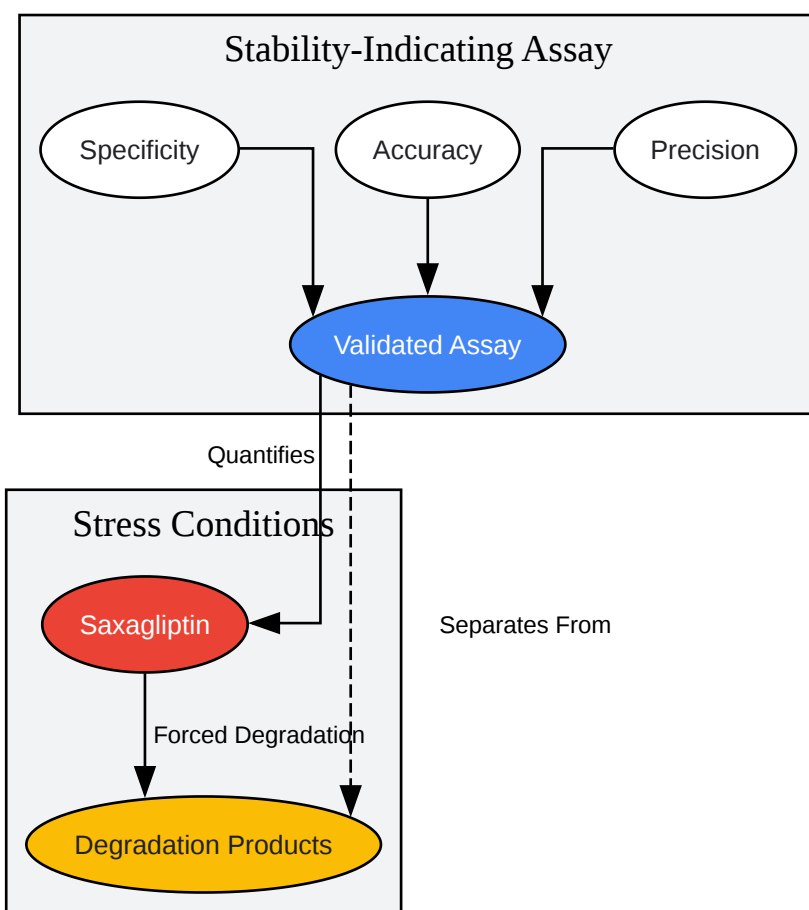 Stability-Indicating Assay
Specificity
Accuracy
Precision
Validated Assay
Quantifies
Stress Conditions
Saxagliptin
Separates From
Forced Degradation
Degradation Products